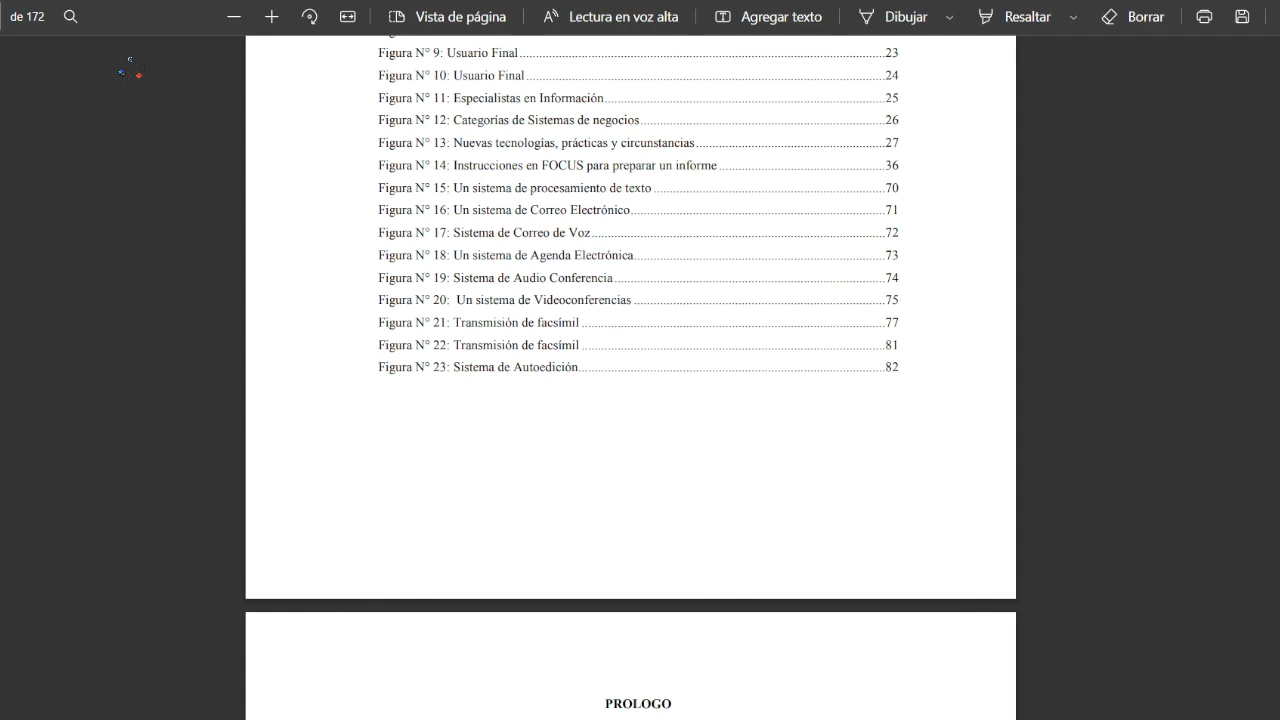 de 172 Vista de página Lectura en voz alta Agregar texto Dibujar Resaltar Borrar
Figura N° 9: Usuario Final 23
Figura N° 10: Usuario Final 24
Figura N° 11: Especialistas en Información 25
Figura N° 12: Categorías de Sistemas de negocios 26
Figura N° 13: Nuevas tecnologías, prácticas y circunstancias 27
Figura N° 14: Instrucciones en FOCUS para preparar un informe 36
Figura N° 15: Un sistema de procesamiento de texto 70
Figura N° 16: Un sistema de Correo Electrónico 71
Figura N° 17: Sistema de Correo de Voz 72
Figura N° 18: Un sistema de Agenda Electrónica 73
Figura N° 19: Sistema de Audio Conferencia 74
Figura N° 20: Un sistema de Videoconferencias 75
Figura N° 21: Transmisión de facsímil 77
Figura N° 22: Transmisión de facsímil 81
Figura N° 23: Sistema de Autoedición 82
PROLOGO